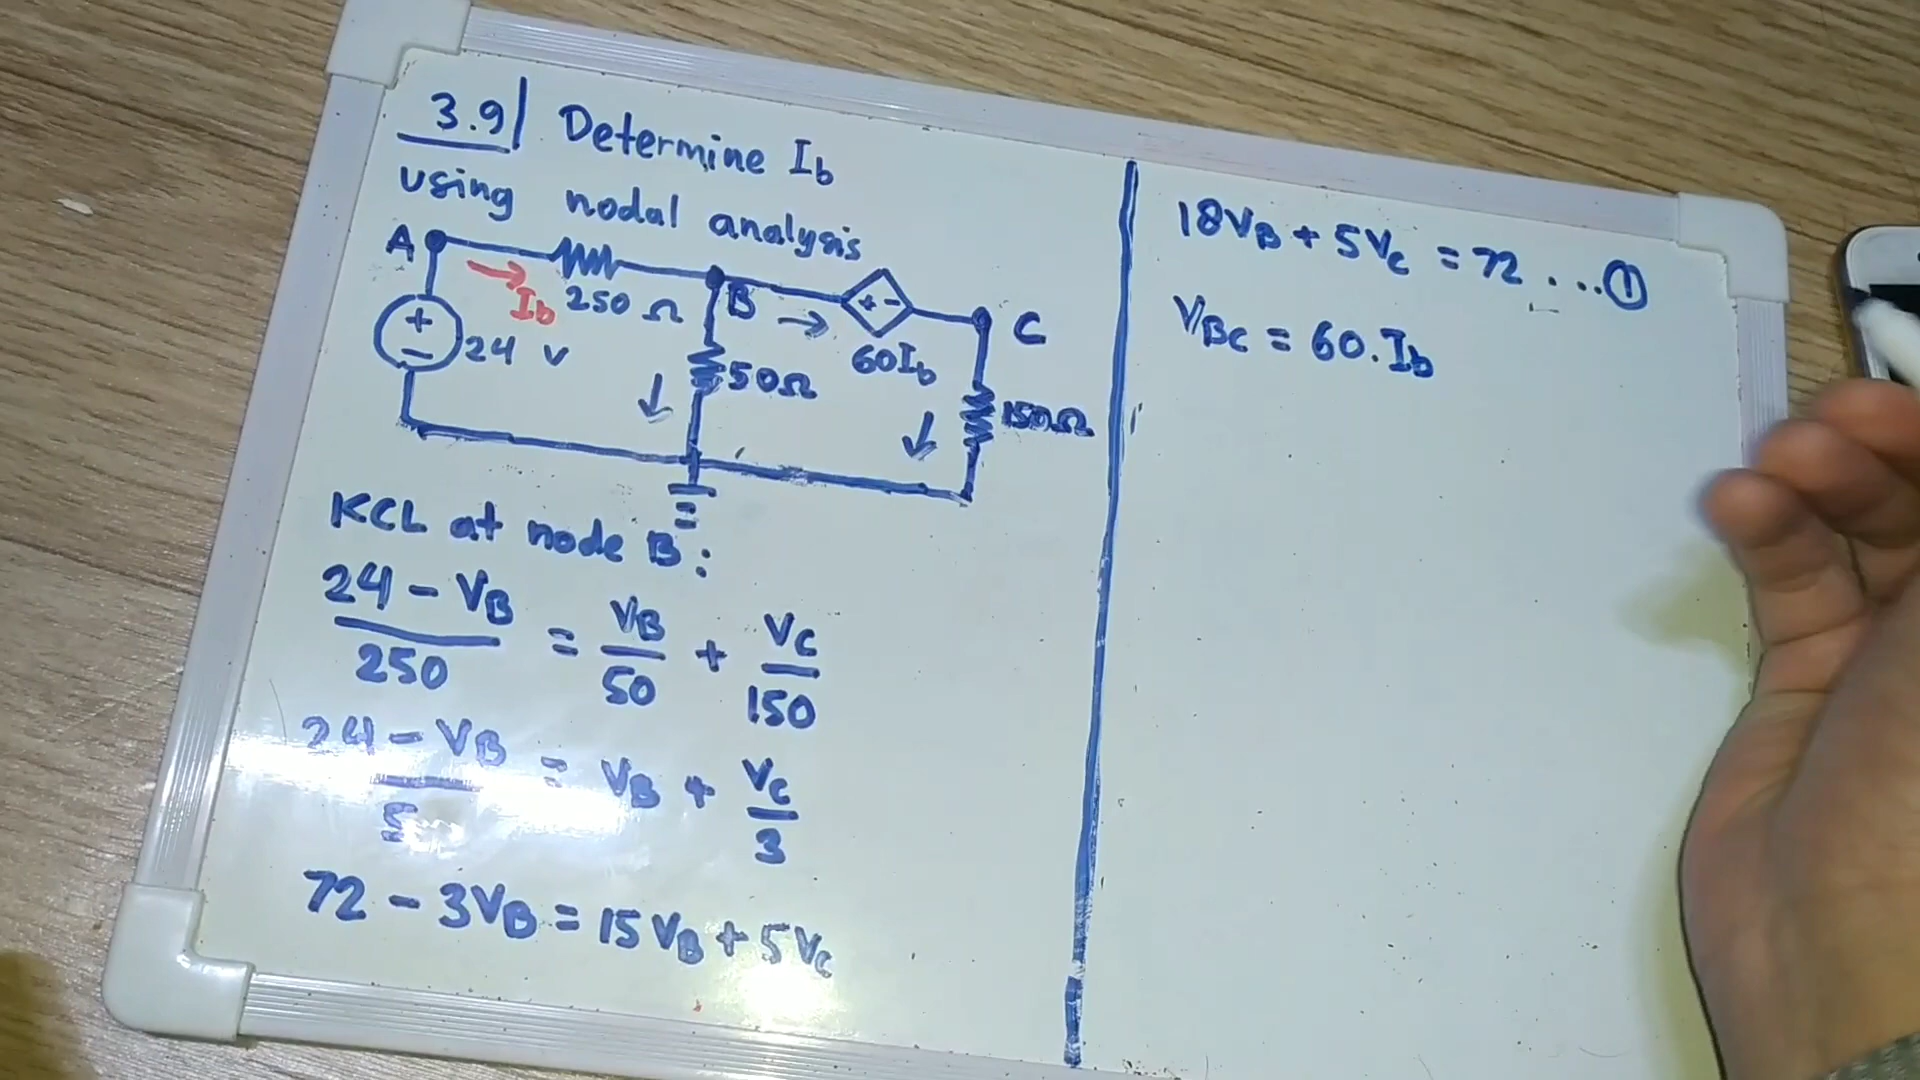 3.9| Determine Ib
using nodal analysis
A
Ib
250 Ω
B
+ -
C
+
-
24 V
50Ω
60Ib
150Ω
KCL at node B:
24 - VB / 250 = VB / 50 + VC / 150
24 - VB / 5 = VB + VC / 3
72 - 3VB = 15VB + 5VC
18VB + 5VC = 72 ... ①
VBC = 60.Ib